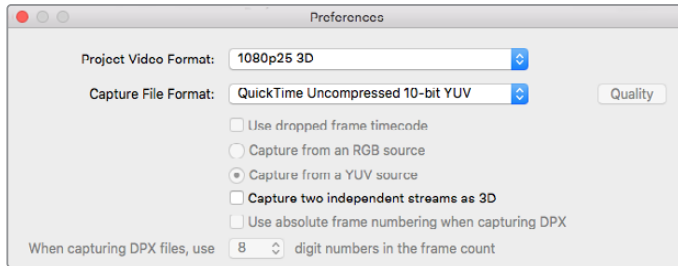 Preferences
Project Video Format: 1080p25 3D
Capture File Format: QuickTime Uncompressed 10-bit YUV Quality
Use dropped frame timecode
Capture from an RGB source
Capture from a YUV source
Capture two independent streams as 3D
Use absolute frame numbering when capturing DPX
When capturing DPX files, use 8 digit numbers in the frame count